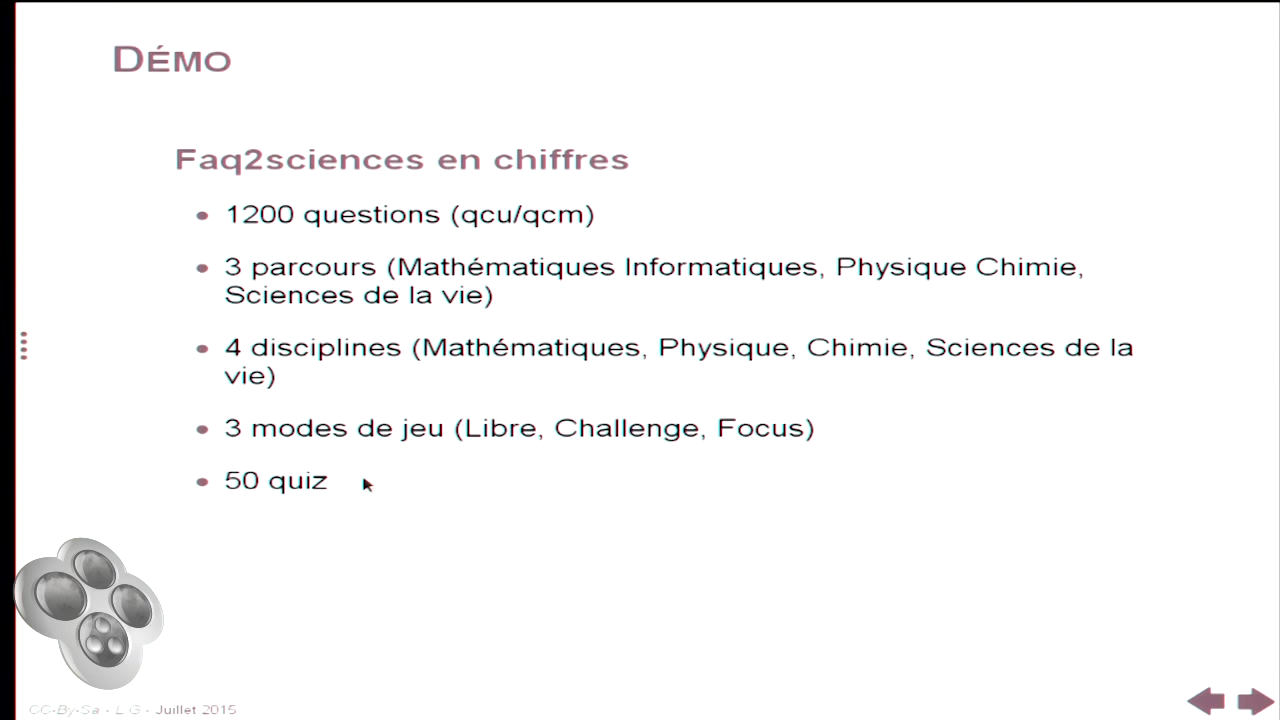 DÉMO
Faq2sciences en chiffres
1200 questions (qcu/qcm)
3 parcours (Mathématiques Informatiques, Physique Chimie,
Sciences de la vie)
4 disciplines (Mathématiques, Physique, Chimie, Sciences de la
vie)
3 modes de jeu (Libre, Challenge, Focus)
50 quiz
CC-By-Sa - L G - Juillet 2015